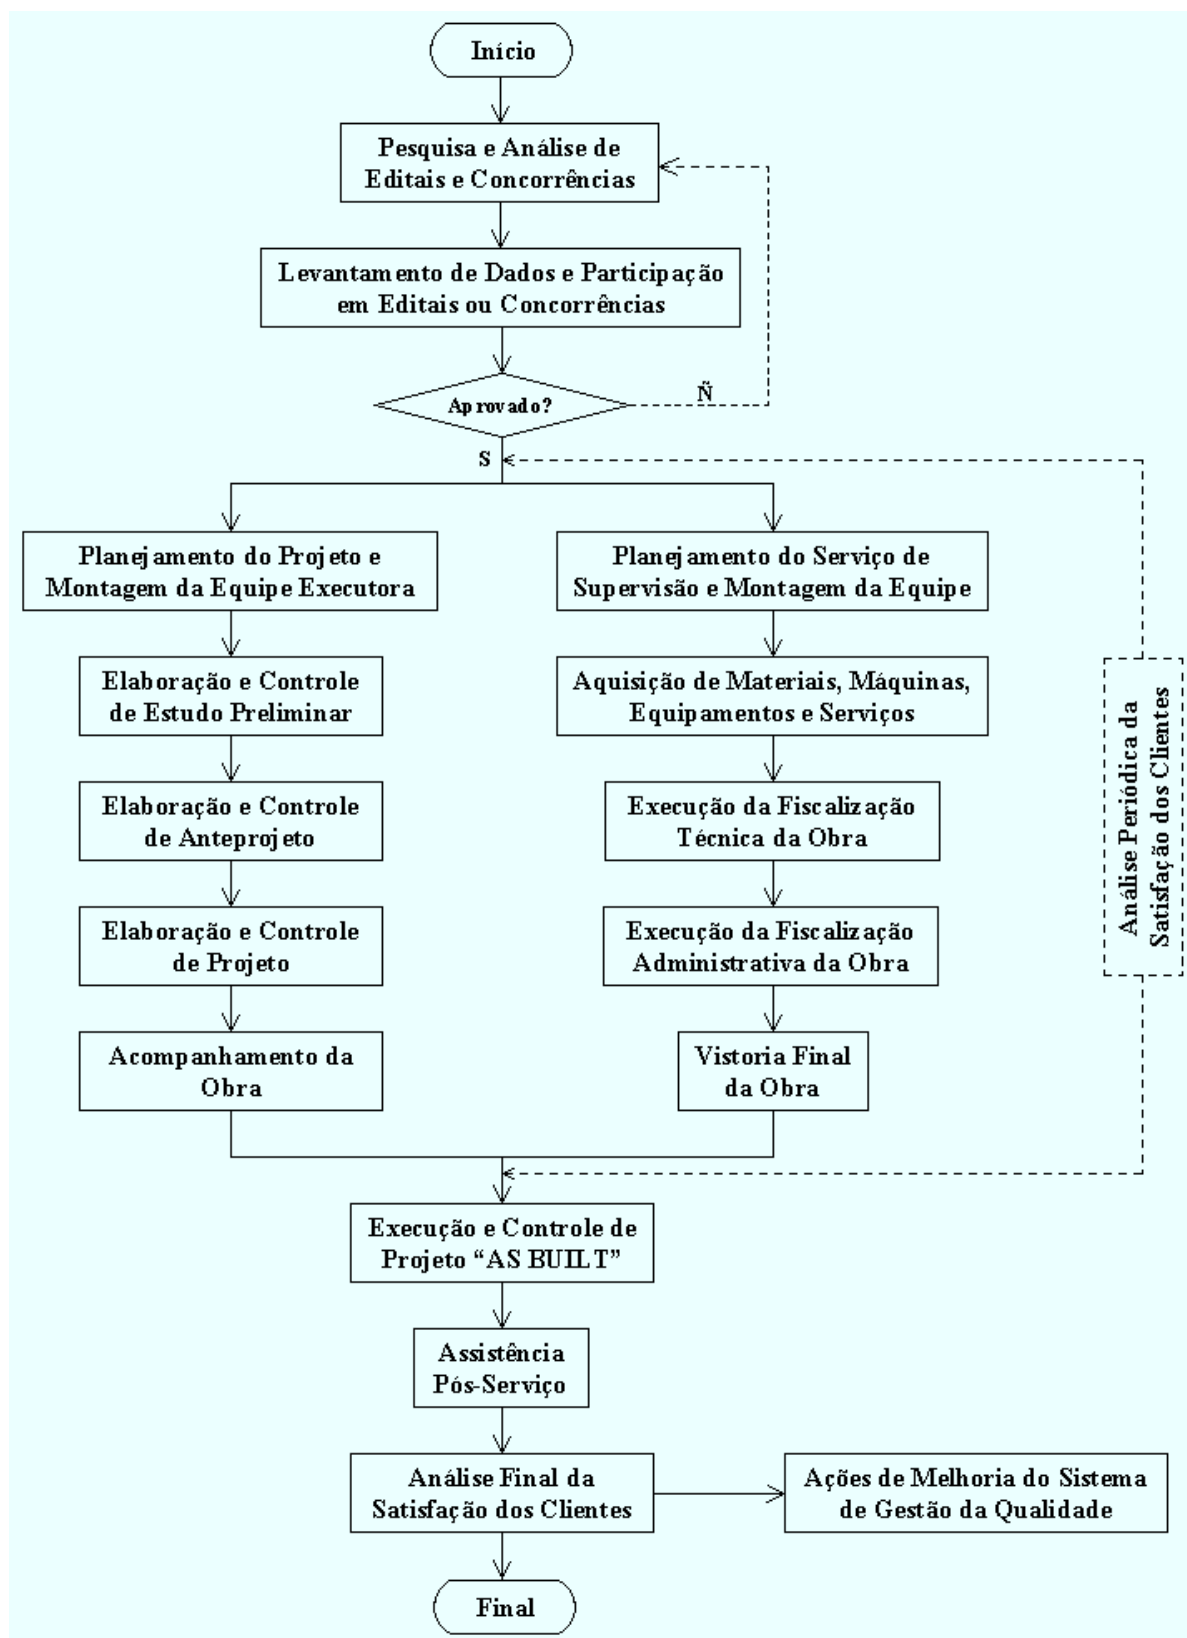 Início
Pesquisa e Análise de
Editais e Concorrências
Levantamento de Dados e Participação
em Editais ou Concorrências
Aprovado?
Ñ
S
Planejamento do Projeto e
Montagem da Equipe Executora
Elaboração e Controle
de Estudo Preliminar
Elaboração e Controle
de Anteprojeto
Elaboração e Controle
de Projeto
Acompanhamento da
Obra
Planejamento do Serviço de
Supervisão e Montagem da Equipe
Aquisição de Materiais, Máquinas,
Equipamentos e Serviços
Execução da Fiscalização
Técnica da Obra
Execução da Fiscalização
Administrativa da Obra
Vistoria Final
da Obra
Análise Periódica da
Satisfação dos Clientes
Execução e Controle de
Projeto “AS BUILT”
Assistência
Pós-Serviço
Análise Final da
Satisfação dos Clientes
Ações de Melhoria do Sistema
de Gestão da Qualidade
Final